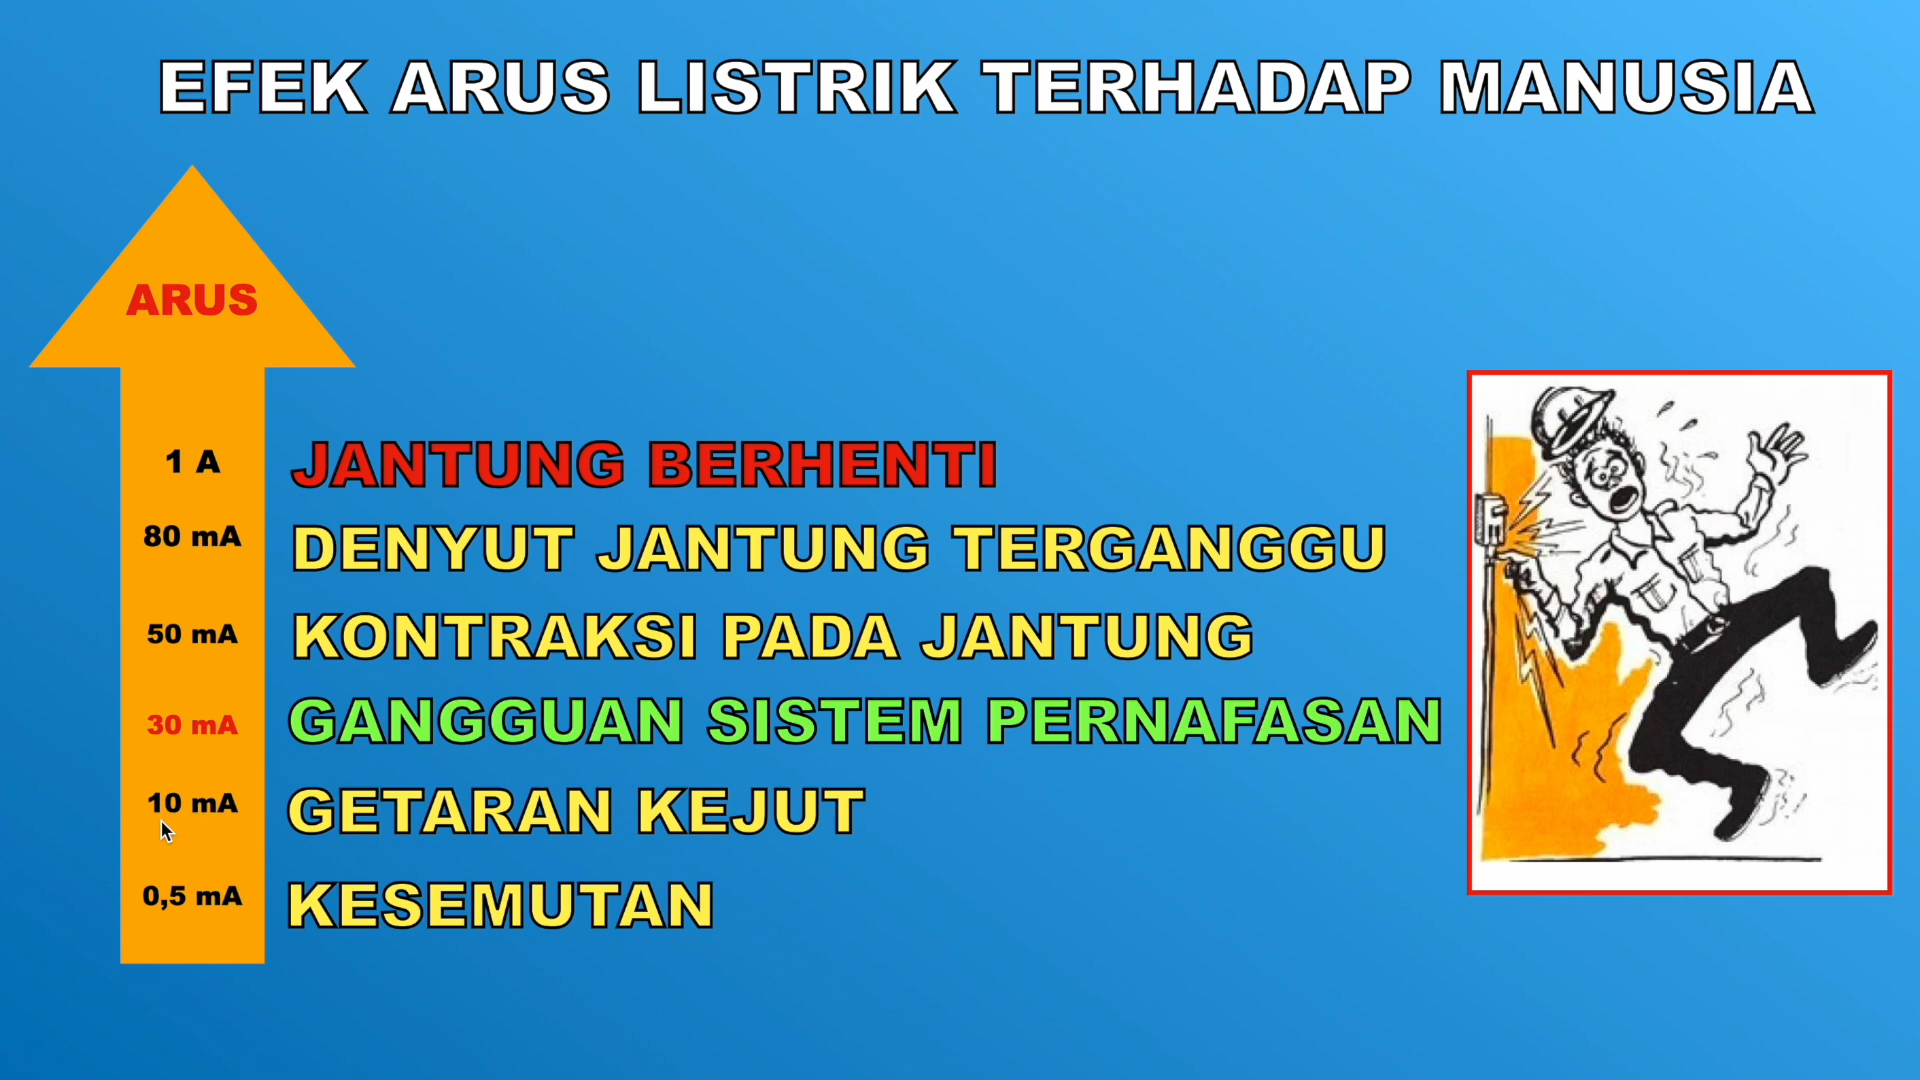 EFEK ARUS LISTRIK TERHADAP MANUSIA
ARUS
1 A JANTUNG BERHENTI
80 mA DENYUT JANTUNG TERGANGGU
50 mA KONTRAKSI PADA JANTUNG
30 mA GANGGUAN SISTEM PERNAFASAN
10 mA GETARAN KEJUT
0,5 mA KESEMUTAN